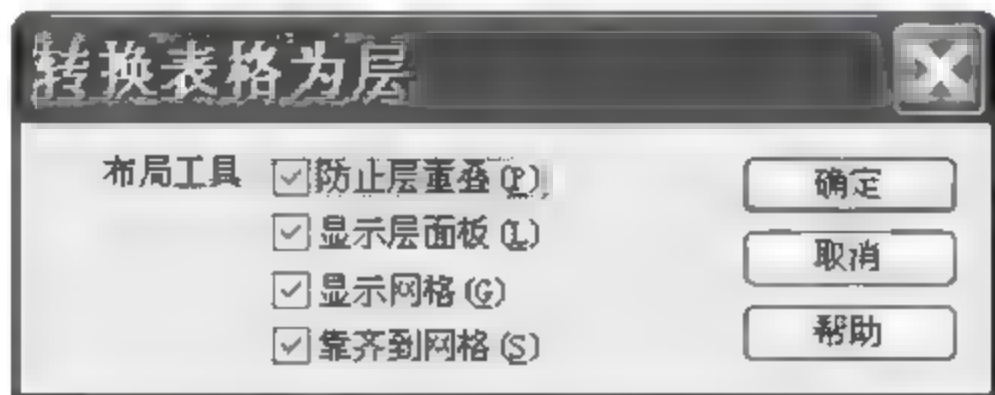 转换表格为层
布局工具 防止层重叠(P)
显示层面板(L)
显示网格(G)
靠齐到网格(S)
确定
取消
帮助